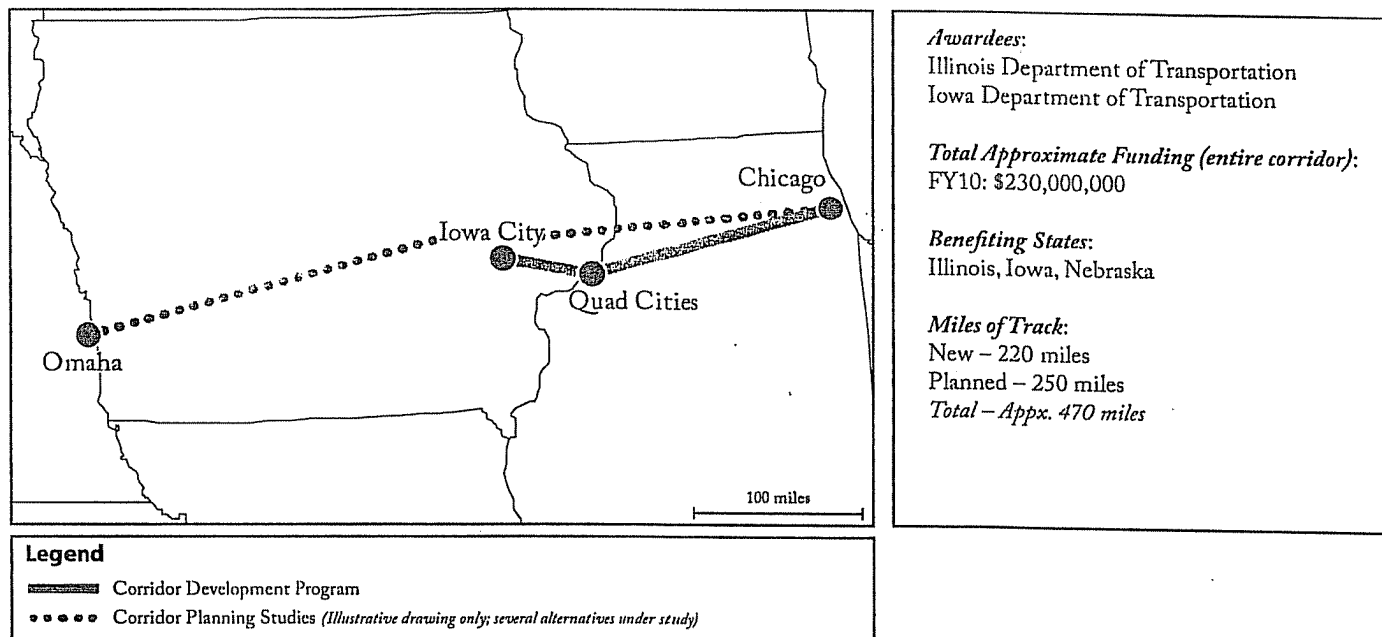 Chicago
Iowa City
Quad Cities
Omaha
100 miles
Legend
Corridor Development Program
Corridor Planning Studies (Illustrative drawing only; several alternatives under study)
Awardees:
Illinois Department of Transportation
Iowa Department of Transportation
Total Approximate Funding (entire corridor):
FY10: $230,000,000
Benefiting States:
Illinois, Iowa, Nebraska
Miles of Track:
New – 220 miles
Planned – 250 miles
Total – Appx. 470 miles